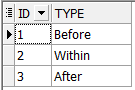 ID TYPE
1 Before
2 Within
3 After